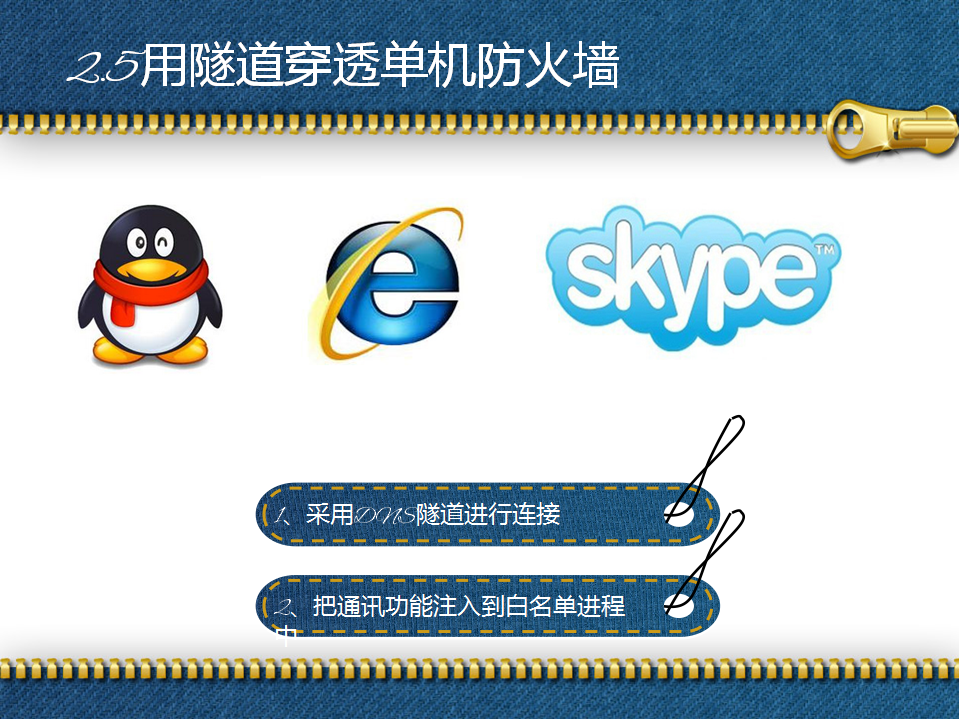 2.5用隧道穿透单机防火墙
skype™
1、采用DNS隧道进行连接
2、把通讯功能注入到白名单进程
中